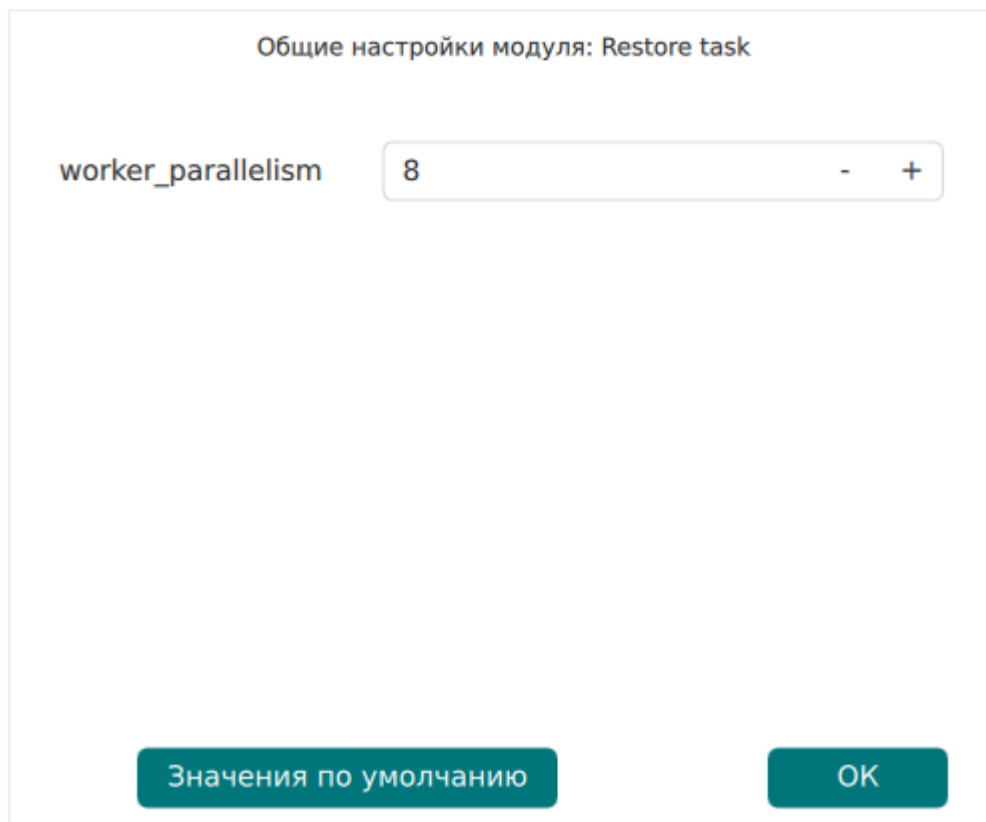 Общие настройки модуля: Restore task
worker_parallelism 8 - +
Значения по умолчанию OK